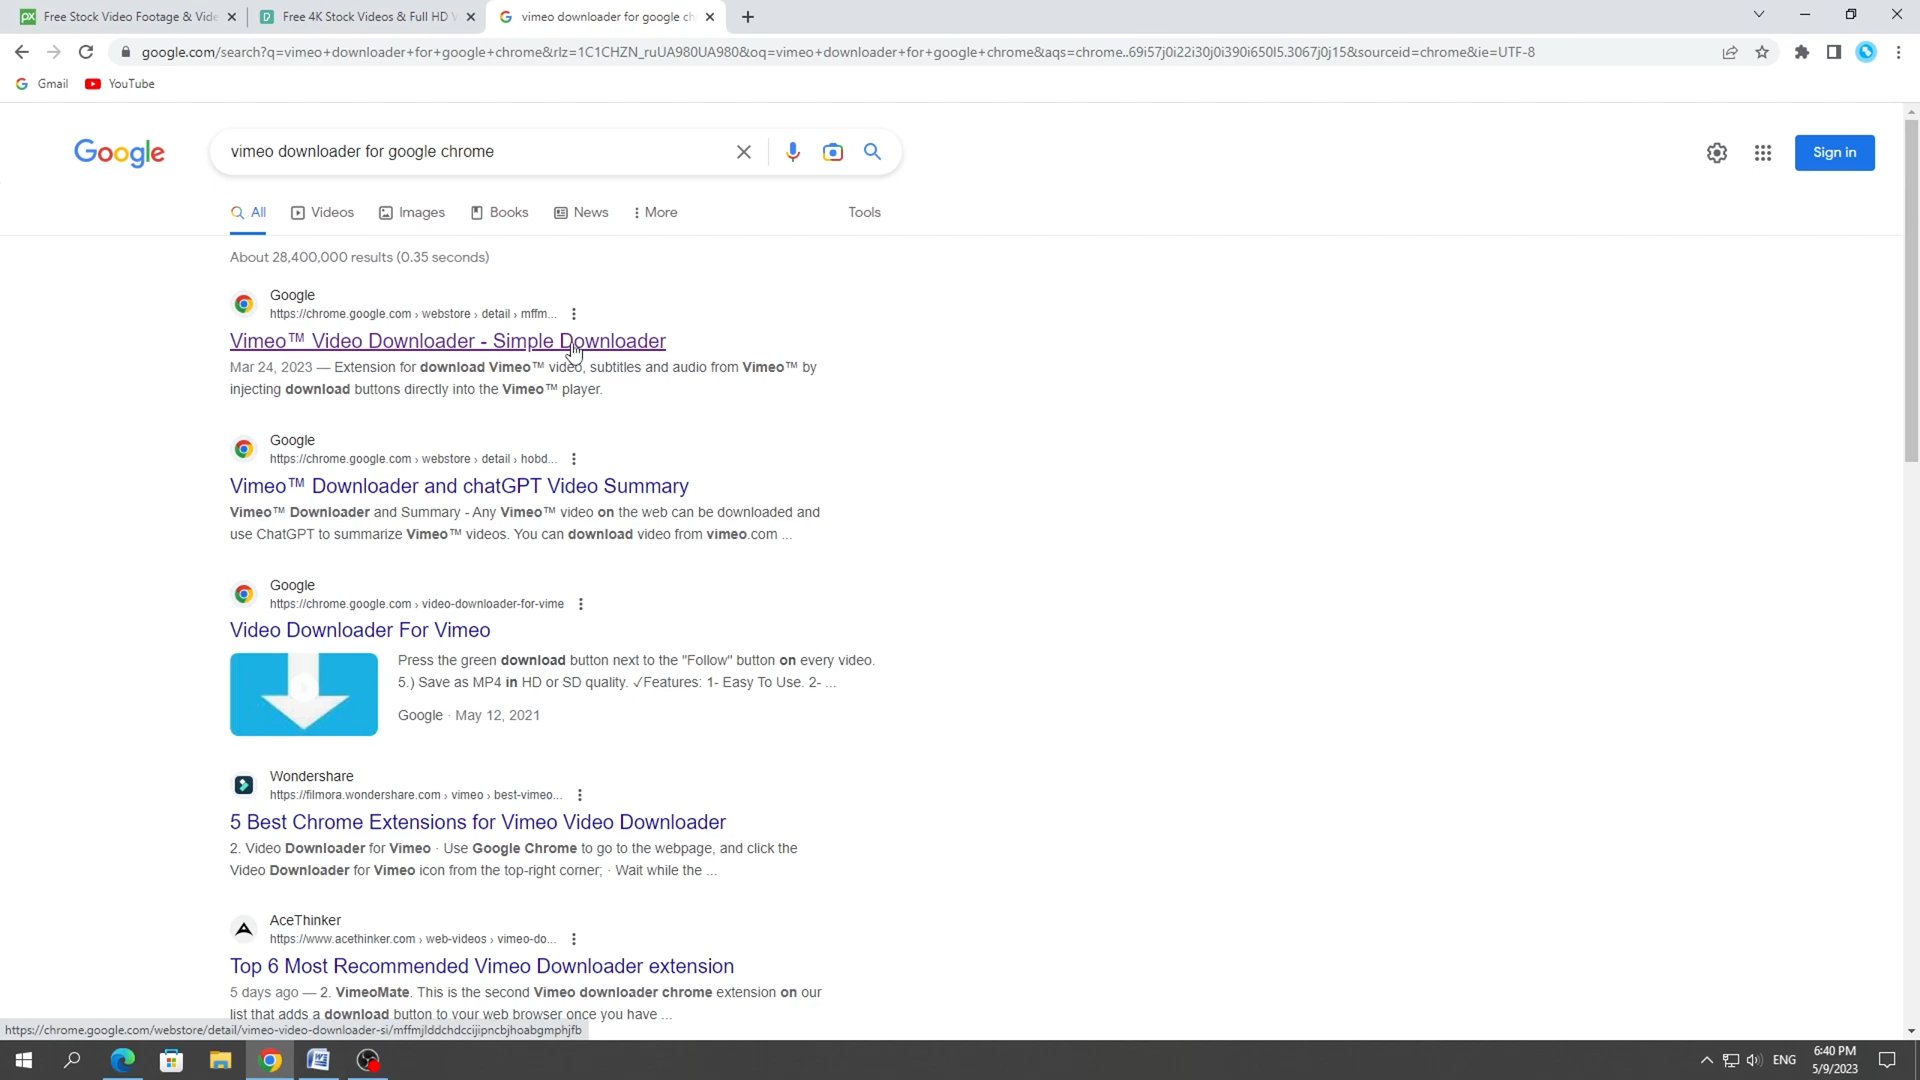 Free Stock Video Footage & Vide
Free 4K Stock Videos & Full HD V
vimeo downloader for google ch
google.com/search?q=vimeo+downloader+for+google+chrome&rlz=1C1CHZN_ruUA980UA980&oq=vimeo+downloader+for+google+chrome&aqs=chrome..69i57j0i22i30j0i390i650l5.3067j0j15&sourceid=chrome&ie=UTF-8
Gmail
YouTube
Google
vimeo downloader for google chrome
Sign in
All
Videos
Images
Books
News
More
Tools
About 28,400,000 results (0.35 seconds)
Google
https://chrome.google.com › webstore › detail › mffm...
Vimeo™ Video Downloader - Simple Downloader
Mar 24, 2023 — Extension for download Vimeo™ video, subtitles and audio from Vimeo™ by
injecting download buttons directly into the Vimeo™ player.
Google
https://chrome.google.com › webstore › detail › hobd...
Vimeo™ Downloader and chatGPT Video Summary
Vimeo™ Downloader and Summary - Any Vimeo™ video on the web can be downloaded and
use ChatGPT to summarize Vimeo™ videos. You can download video from vimeo.com ...
Google
https://chrome.google.com › video-downloader-for-vime
Video Downloader For Vimeo
Press the green download button next to the "Follow" button on every video.
5.) Save as MP4 in HD or SD quality. ✓Features: 1- Easy To Use. 2- ...
Google · May 12, 2021
Wondershare
https://filmora.wondershare.com › vimeo › best-vimeo...
5 Best Chrome Extensions for Vimeo Video Downloader
2. Video Downloader for Vimeo · Use Google Chrome to go to the webpage, and click the
Video Downloader for Vimeo icon from the top-right corner; · Wait while the ...
AceThinker
https://www.acethinker.com › web-videos › vimeo-do...
Top 6 Most Recommended Vimeo Downloader extension
5 days ago — 2. VimeoMate. This is the second Vimeo downloader chrome extension on our
list that adds a download button to your web browser once you have ...
https://chrome.google.com/webstore/detail/vimeo-video-downloader-si/mffmjlddchdccijipncbjhoabgmphjfb
ENG
6:40 PM
5/9/2023